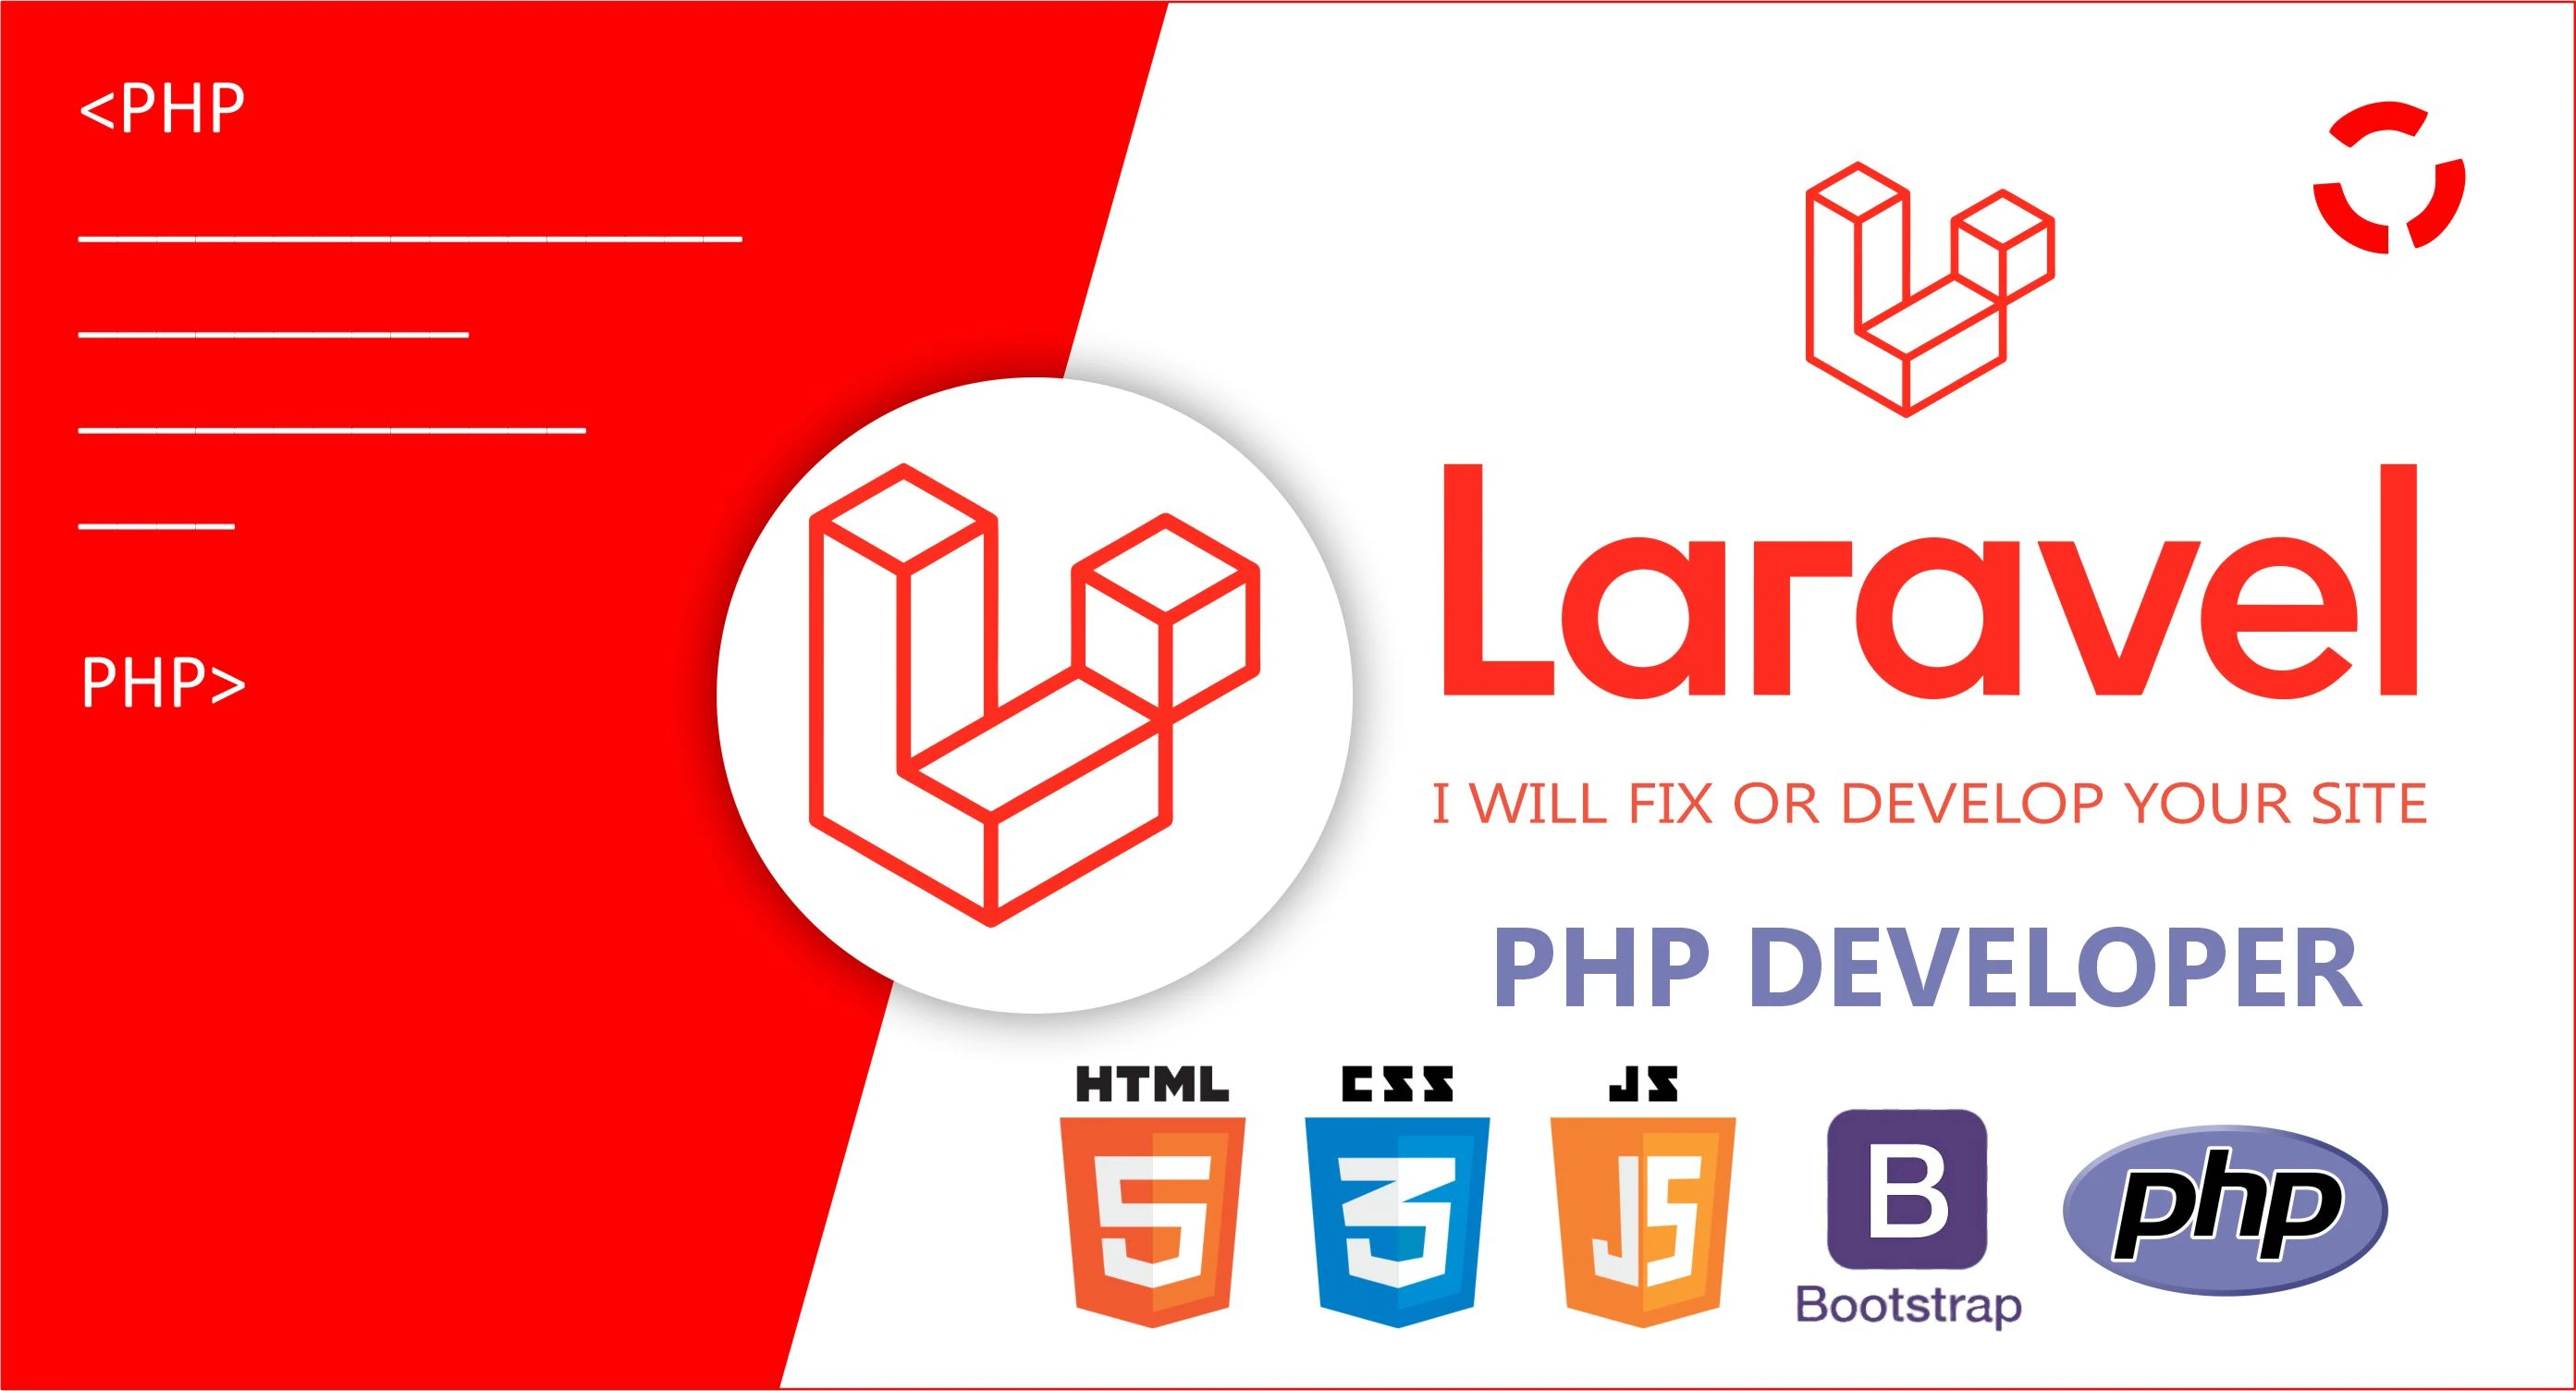 <PHP
PHP>
Laravel
I WILL FIX OR DEVELOP YOUR SITE
PHP DEVELOPER
HTML
5
CSS
3
JS
JS
B
Bootstrap
php